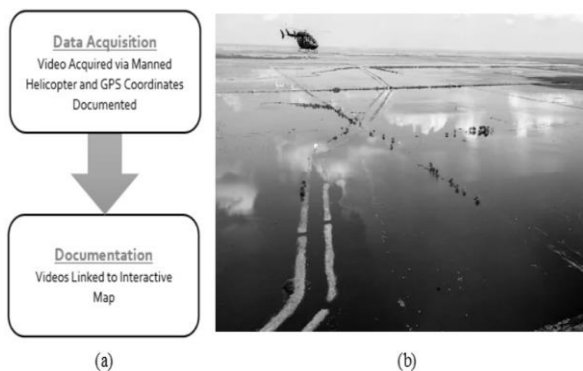 Data Acquisition
Video Acquired via Manned
Helicopter and GPS Coordinates
Documented
Documentation
Videos Linked to Interactive
Map
(a)
(b)